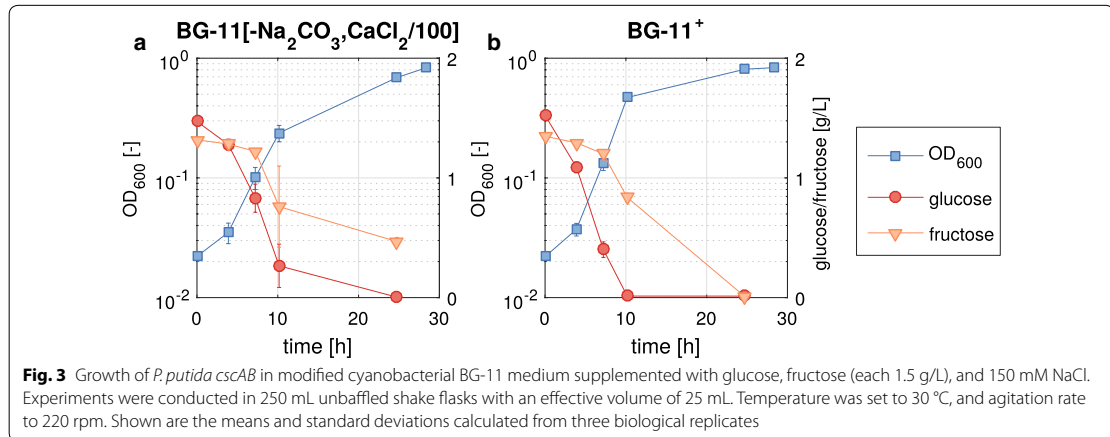 a BG-11[-Na₂CO₃,CaCl₂/100]
b BG-11⁺
10⁰
10⁻¹
10⁻²
OD₆₀₀ [-]
2
1
0
0 10 20 30
time [h]
10⁰
10⁻¹
10⁻²
OD₆₀₀ [-]
2
1
0
glucose/fructose [g/L]
0 10 20 30
time [h]
OD₆₀₀
glucose
fructose
Fig. 3 Growth of P. putida cscAB in modified cyanobacterial BG-11 medium supplemented with glucose, fructose (each 1.5 g/L), and 150 mM NaCl.
Experiments were conducted in 250 mL unbaffled shake flasks with an effective volume of 25 mL. Temperature was set to 30 °C, and agitation rate
to 220 rpm. Shown are the means and standard deviations calculated from three biological replicates